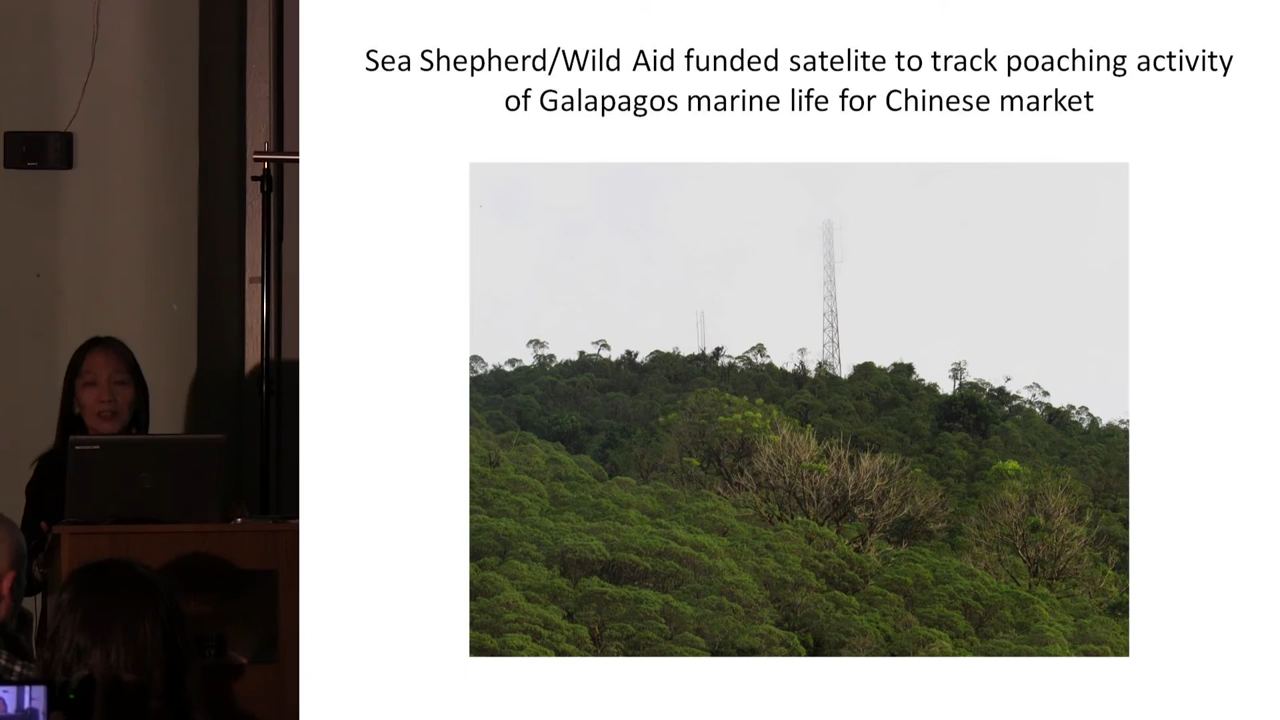 Sea Shepherd/Wild Aid funded satelite to track poaching activity
of Galapagos marine life for Chinese market